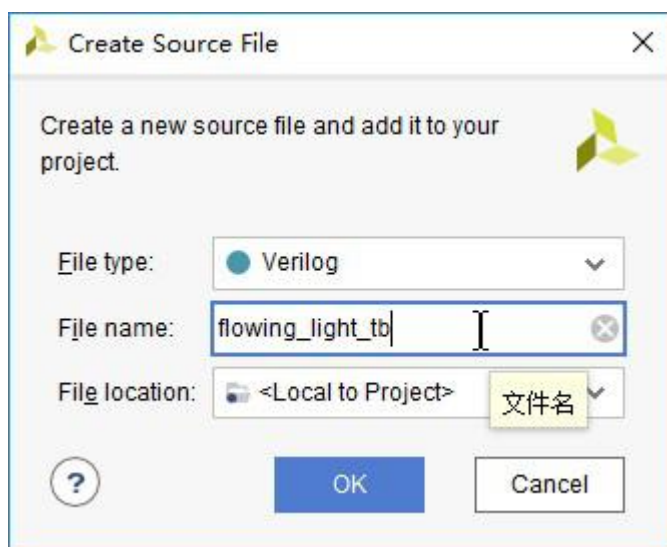 Create Source File
Create a new source file and add it to your
project.
File type: Verilog
File name: flowing_light_tb
File location: <Local to Project>
文件名
? OK Cancel